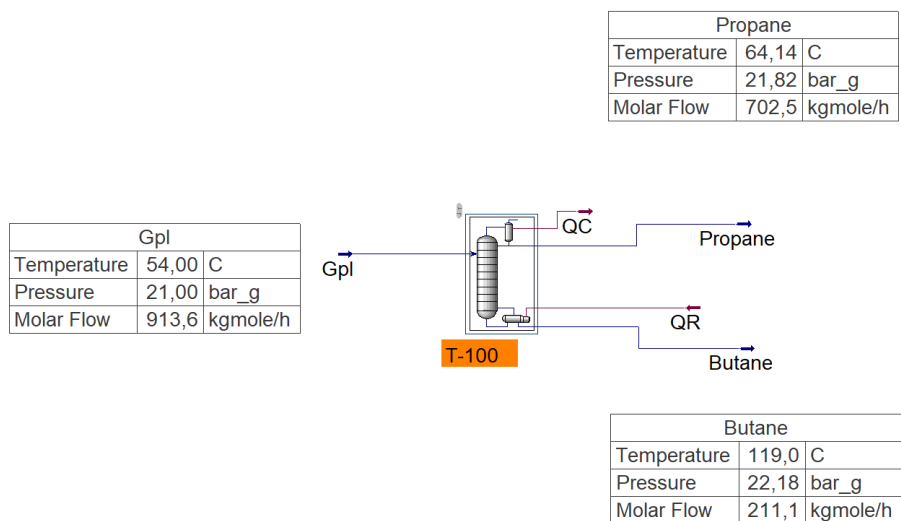 Propane
Temperature 64,14 C
Pressure 21,82 bar_g
Molar Flow 702,5 kgmole/h
QC
Propane
Gpl
Temperature 54,00 C
Pressure 21,00 bar_g
Molar Flow 913,6 kgmole/h
Gpl
QR
T-100
Butane
Butane
Temperature 119,0 C
Pressure 22,18 bar_g
Molar Flow 211,1 kgmole/h